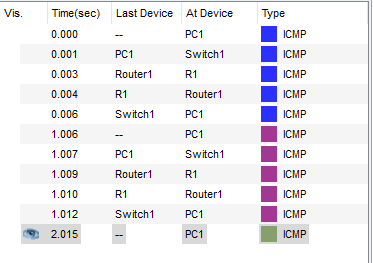 Vis. Time(sec) Last Device At Device Type
0.000 -- PC1 ICMP
0.001 PC1 Switch1 ICMP
0.003 Router1 R1 ICMP
0.004 R1 Router1 ICMP
0.006 Switch1 PC1 ICMP
1.006 -- PC1 ICMP
1.007 PC1 Switch1 ICMP
1.009 Router1 R1 ICMP
1.010 R1 Router1 ICMP
1.012 Switch1 PC1 ICMP
2.015 -- PC1 ICMP